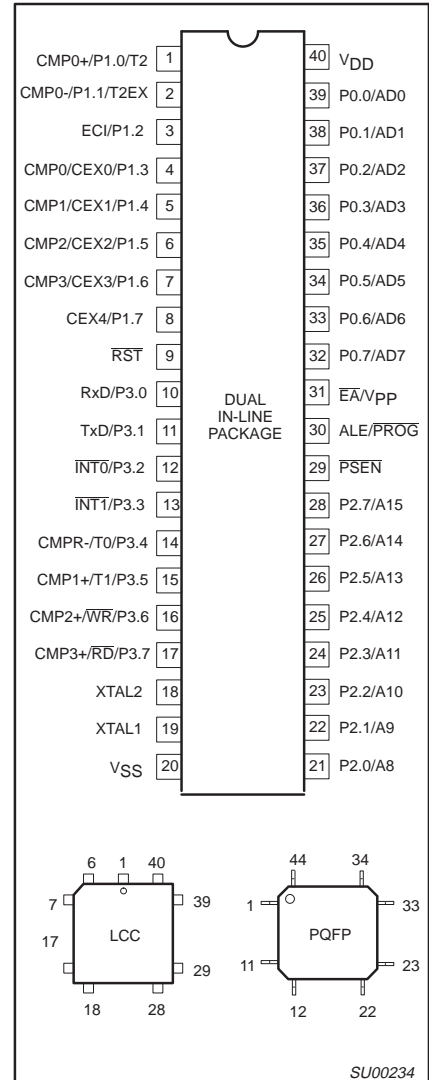 CMP0+/P1.0/T2 1 40 VDD
CMP0-/P1.1/T2EX 2 39 P0.0/AD0
ECI/P1.2 3 38 P0.1/AD1
CMP0/CEX0/P1.3 4 37 P0.2/AD2
CMP1/CEX1/P1.4 5 36 P0.3/AD3
CMP2/CEX2/P1.5 6 35 P0.4/AD4
CMP3/CEX3/P1.6 7 34 P0.5/AD5
CEX4/P1.7 8 33 P0.6/AD6
RST 9 32 P0.7/AD7
RxD/P3.0 10 31 EA/VPP
TxD/P3.1 11 30 ALE/PROG
INT0/P3.2 12 29 PSEN
INT1/P3.3 13 28 P2.7/A15
CMPR-/T0/P3.4 14 27 P2.6/A14
CMP1+/T1/P3.5 15 26 P2.5/A13
CMP2+/WR/P3.6 16 25 P2.4/A12
CMP3+/RD/P3.7 17 24 P2.3/A11
XTAL2 18 23 P2.2/A10
XTAL1 19 22 P2.1/A9
VSS 20 21 P2.0/A8
DUAL
IN-LINE
PACKAGE
6 1 40
7 39
17 LCC
29
18 28
44 34
1 33
PQFP
11 23
12 22
SU00234